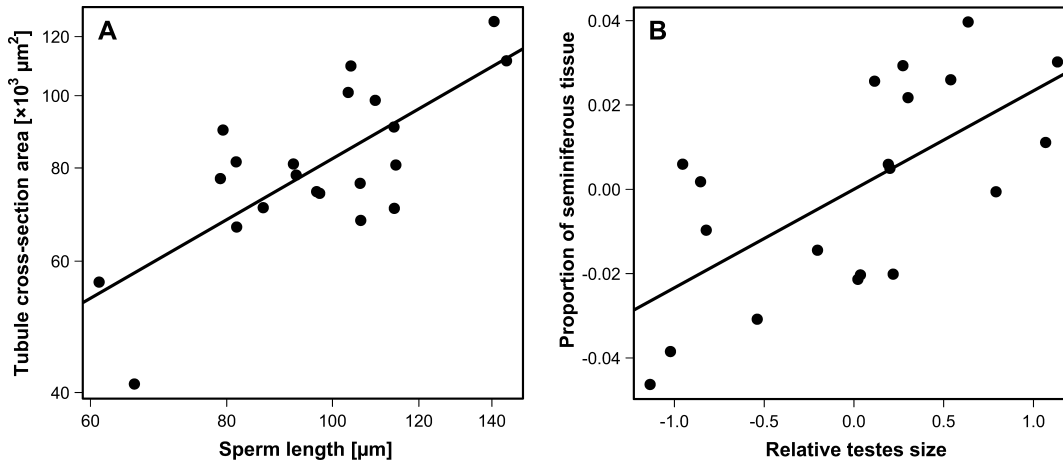 A
Tubule cross-section area [×10³ µm²]
120
100
80
60
40
60 80 100 120 140
Sperm length [µm]
B
Proportion of seminiferous tissue
0.04
0.02
0.00
-0.02
-0.04
-1.0 -0.5 0.0 0.5 1.0
Relative testes size